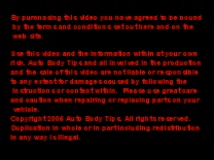 By purchasing this video you have agreed to be bound
by the terms and conditions set out there and on the
web site.
Use this video and the information within at your own
risk. Auto Body Tips and all involved in the production
and the sale of this video are not liable or responsible
to any extent for damages caused by following the
instructions or content within. Please use great care
and caution when repairing or replacing parts on your
vehicle.
Copyright 2006 Auto Body Tips. All rights reserved.
Duplication in whole or in part including redistribution
in any way is illegal.